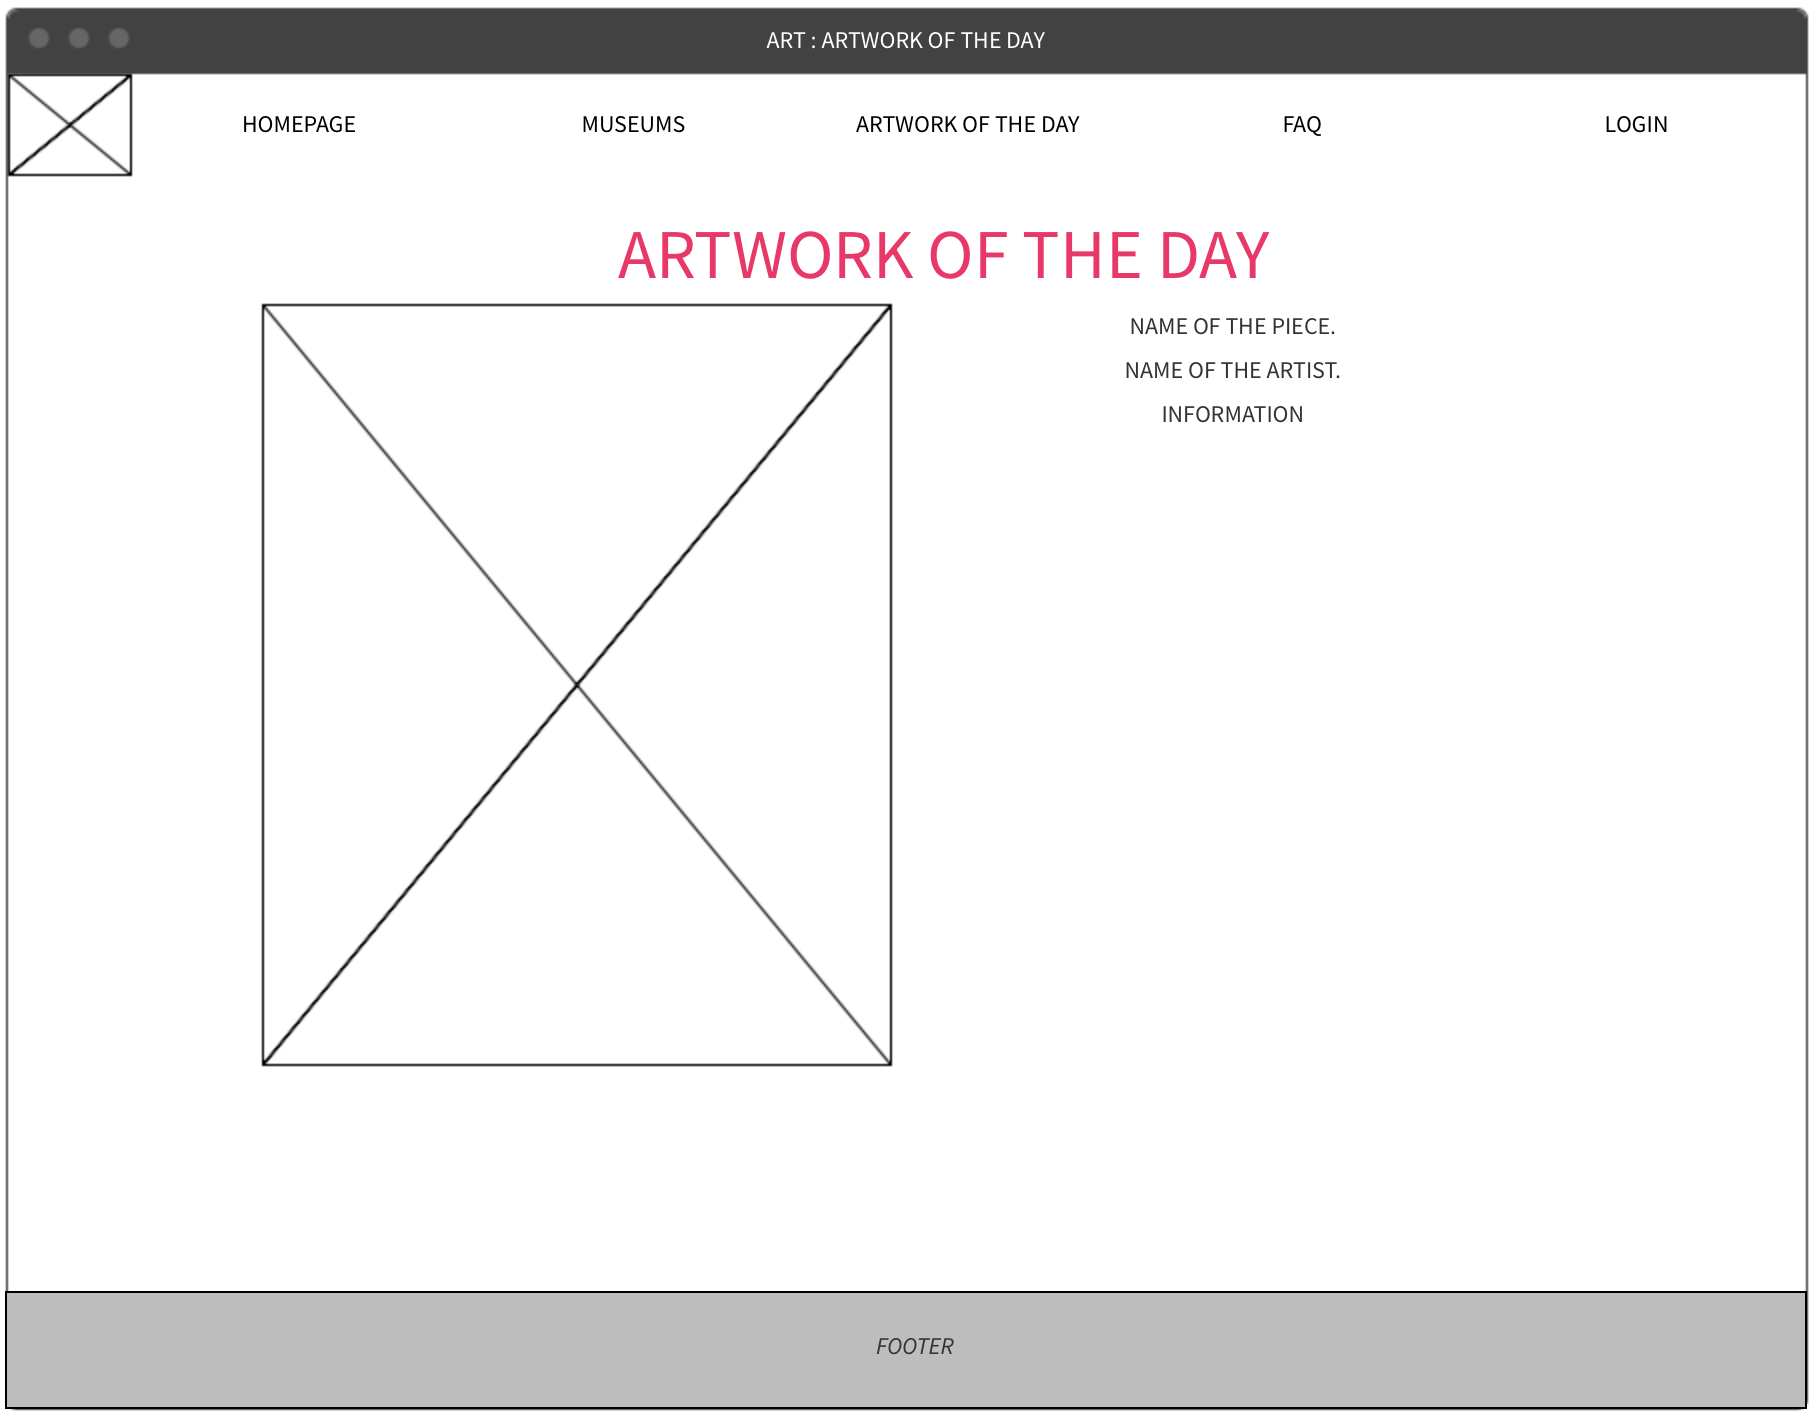 ART : ARTWORK OF THE DAY
HOMEPAGE MUSEUMS ARTWORK OF THE DAY FAQ LOGIN
ARTWORK OF THE DAY
NAME OF THE PIECE.
NAME OF THE ARTIST.
INFORMATION
FOOTER